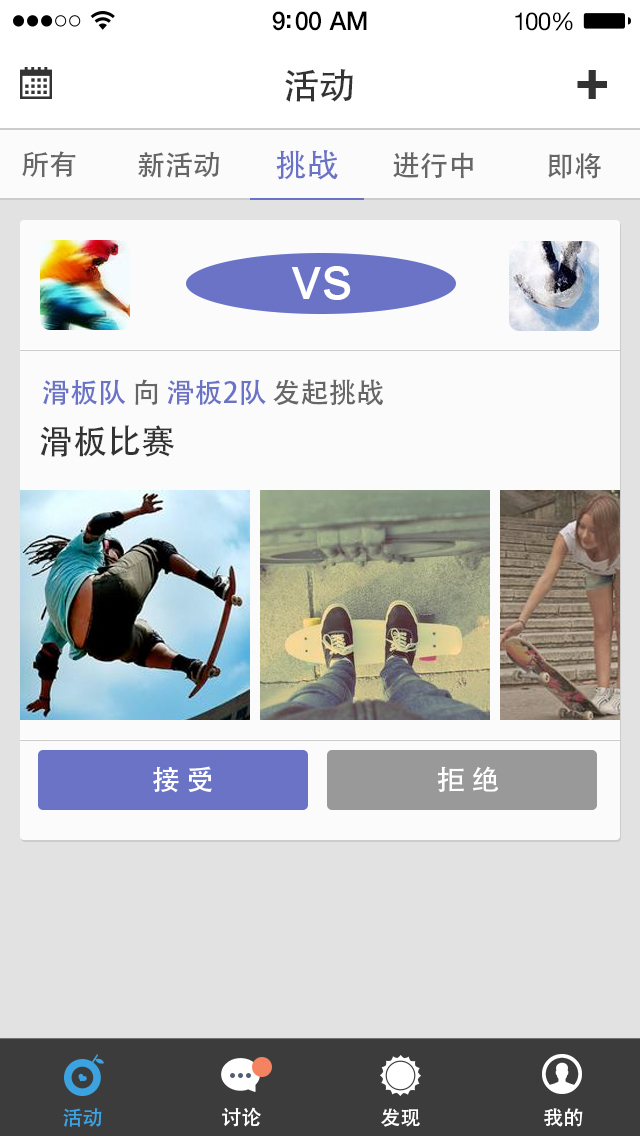 9:00 AM 100%
活动
所有 新活动 挑战 进行中 即将
VS
滑板队 向 滑板2队 发起挑战
滑板比赛
接受 拒绝
活动 讨论 发现 我的